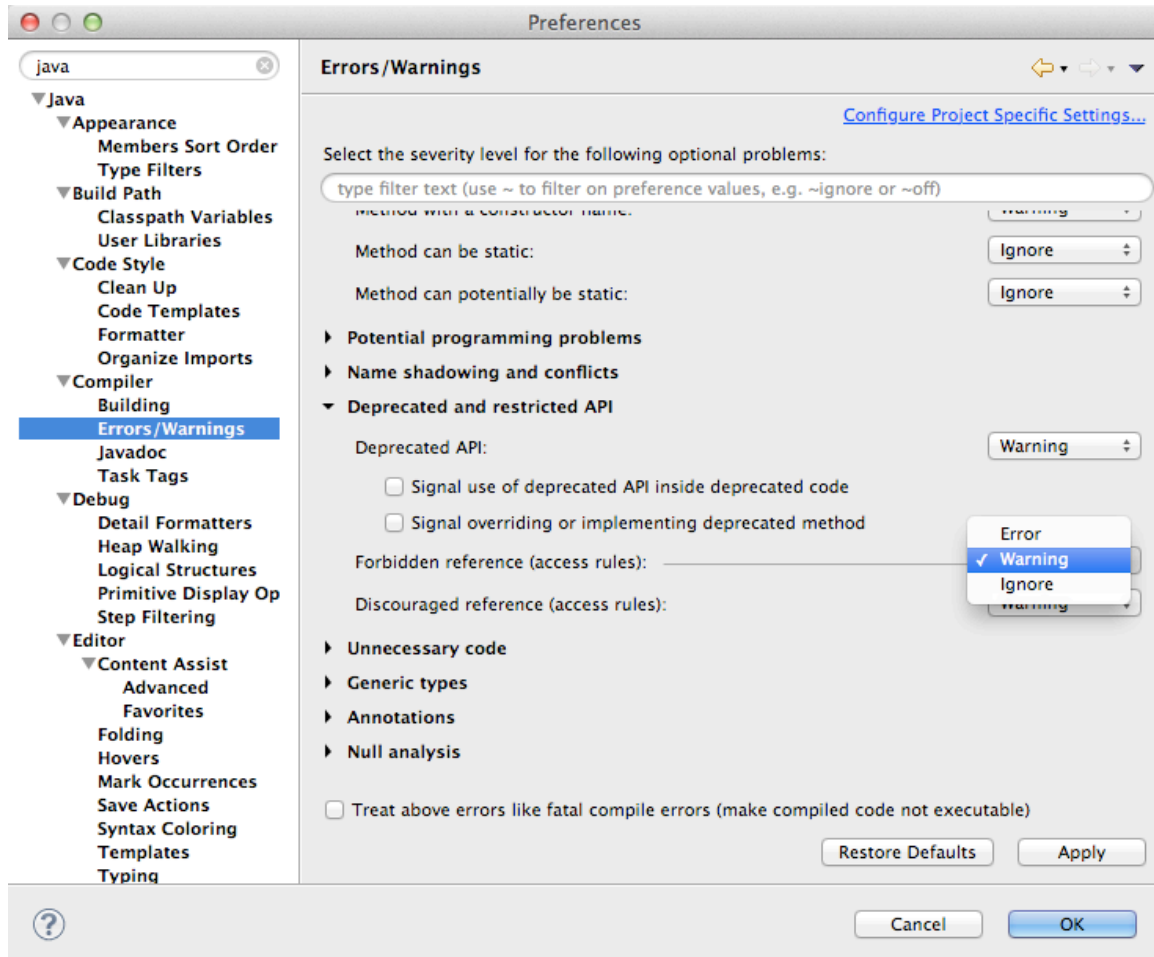 Preferences
java
Java
Appearance
Members Sort Order
Type Filters
Build Path
Classpath Variables
User Libraries
Code Style
Clean Up
Code Templates
Formatter
Organize Imports
Compiler
Building
Errors/Warnings
Javadoc
Task Tags
Debug
Detail Formatters
Heap Walking
Logical Structures
Primitive Display Op
Step Filtering
Editor
Content Assist
Advanced
Favorites
Folding
Hovers
Mark Occurrences
Save Actions
Syntax Coloring
Templates
Typing
Errors/Warnings
Configure Project Specific Settings...
Select the severity level for the following optional problems:
type filter text (use ~ to filter on preference values, e.g. ~ignore or ~off)
Method with a constructor name: Warning
Method can be static: Ignore
Method can potentially be static: Ignore
Potential programming problems
Name shadowing and conflicts
Deprecated and restricted API
Deprecated API: Warning
Signal use of deprecated API inside deprecated code
Signal overriding or implementing deprecated method
Error
Forbidden reference (access rules): ✓ Warning
Ignore
Discouraged reference (access rules): Warning
Unnecessary code
Generic types
Annotations
Null analysis
Treat above errors like fatal compile errors (make compiled code not executable)
Restore Defaults Apply
? Cancel OK